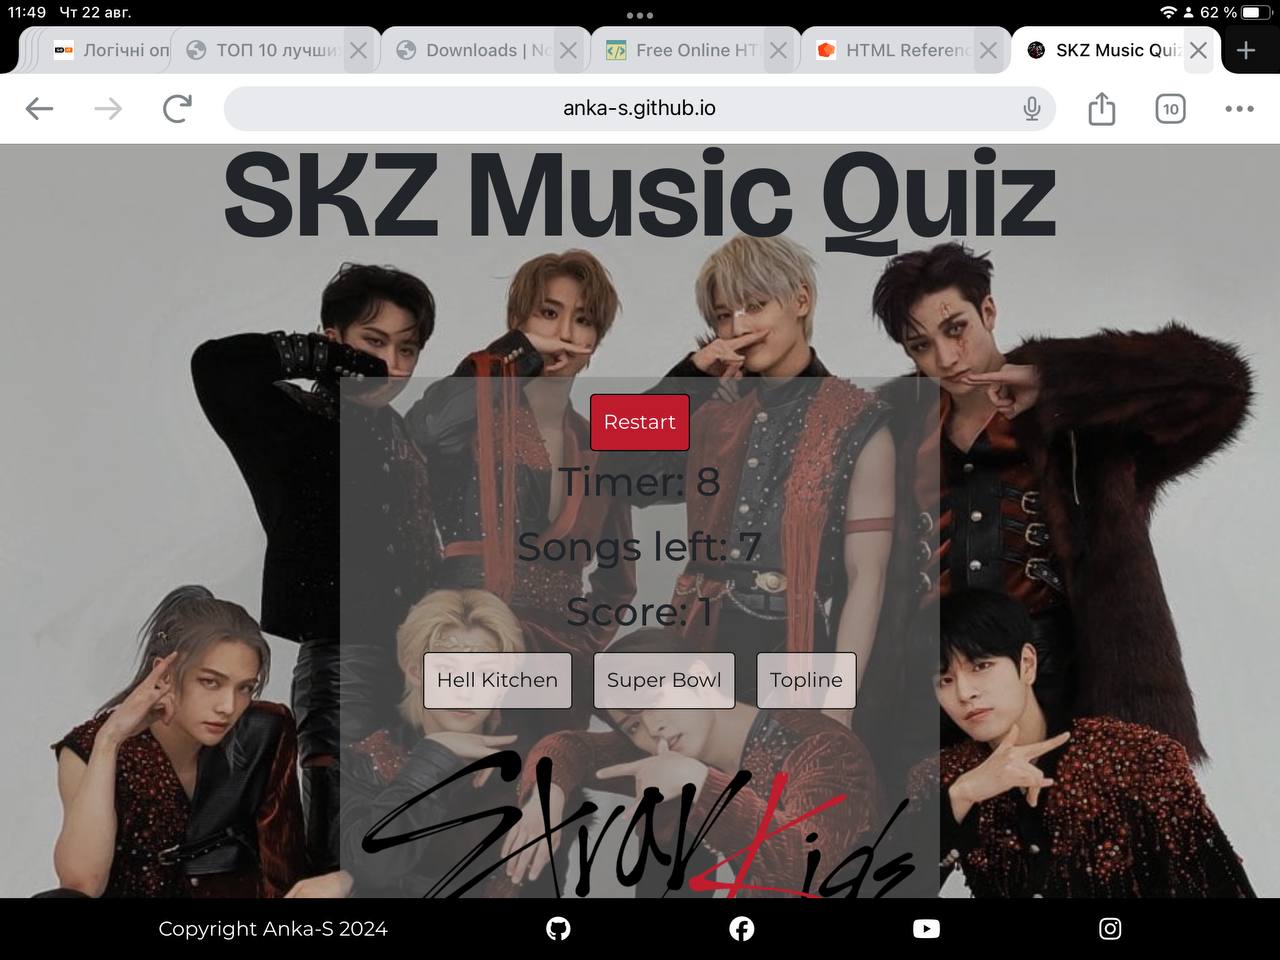 11:49 Чт 22 авг. 62 %
Логічні оп ТОП 10 лучши Downloads | No Free Online HT HTML Referenc SKZ Music Qui
anka-s.github.io 10
SKZ Music Quiz
Restart
Timer: 8
Songs left: 7
Score: 1
Hell Kitchen Super Bowl Topline
Stray Kids
Copyright Anka-S 2024